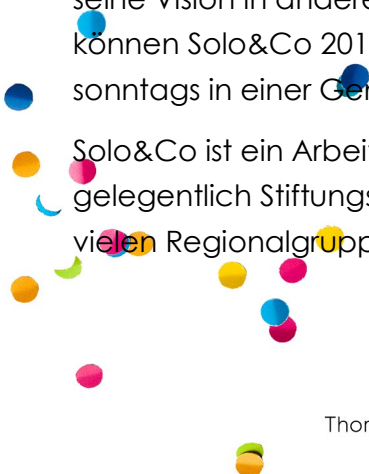 seine Vision in andere
können Solo&Co 201
sonntags in einer Ge
Solo&Co ist ein Arbei
gelegentlich Stiftungs
vielen Regionalgrupp
Thor